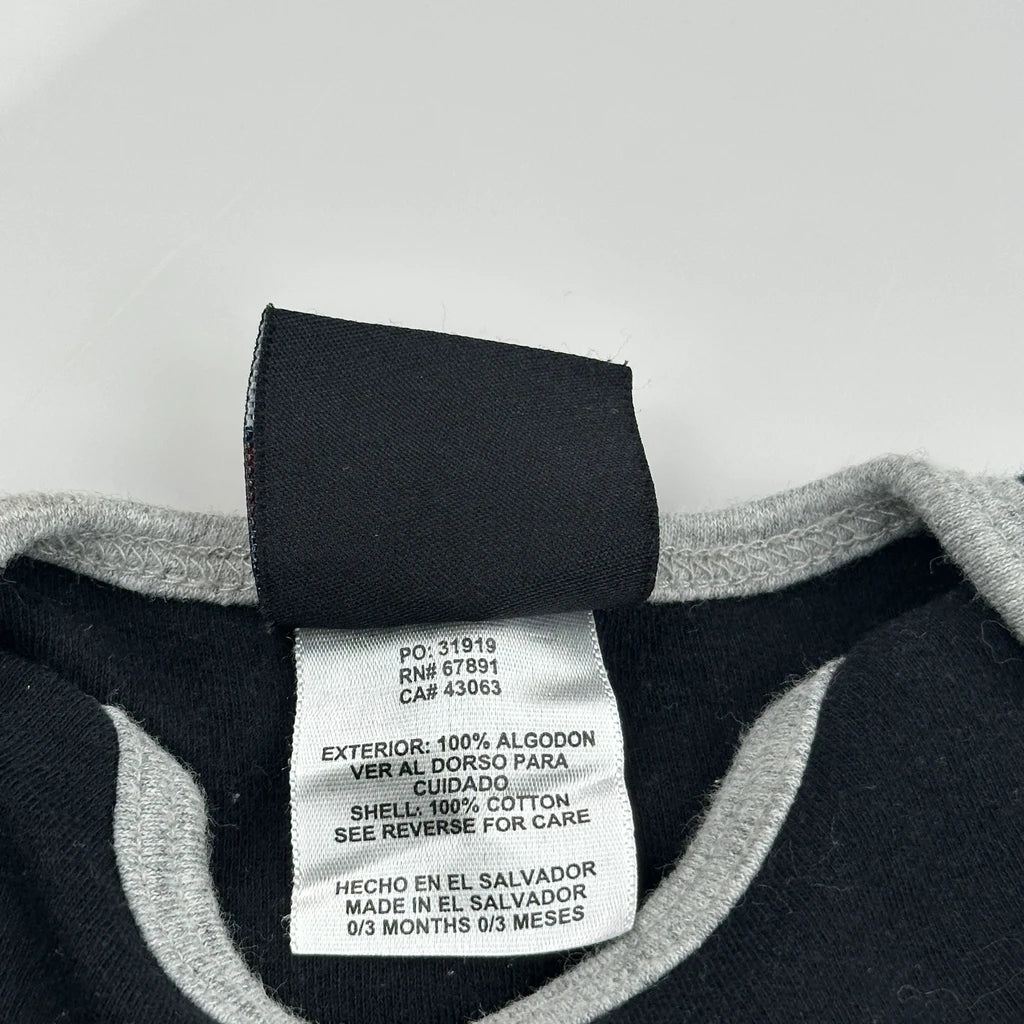 PO: 31919
RN# 67891
CA# 43063
EXTERIOR: 100% ALGODON
VER AL DORSO PARA
CUIDADO
SHELL: 100% COTTON
SEE REVERSE FOR CARE
HECHO EN EL SALVADOR
MADE IN EL SALVADOR
0/3 MONTHS 0/3 MESES